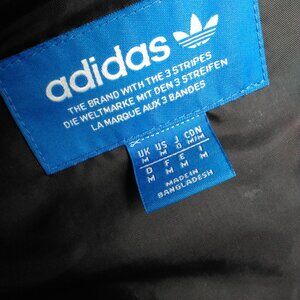 adidas
THE BRAND WITH THE 3 STRIPES
DIE WELTMARKE MIT DEN 3 STREIFEN
LA MARQUE AUX 3 BANDES
UK US J CDN
M M O M/M
D F E I
M M M M
MADE IN
BANGLADESH